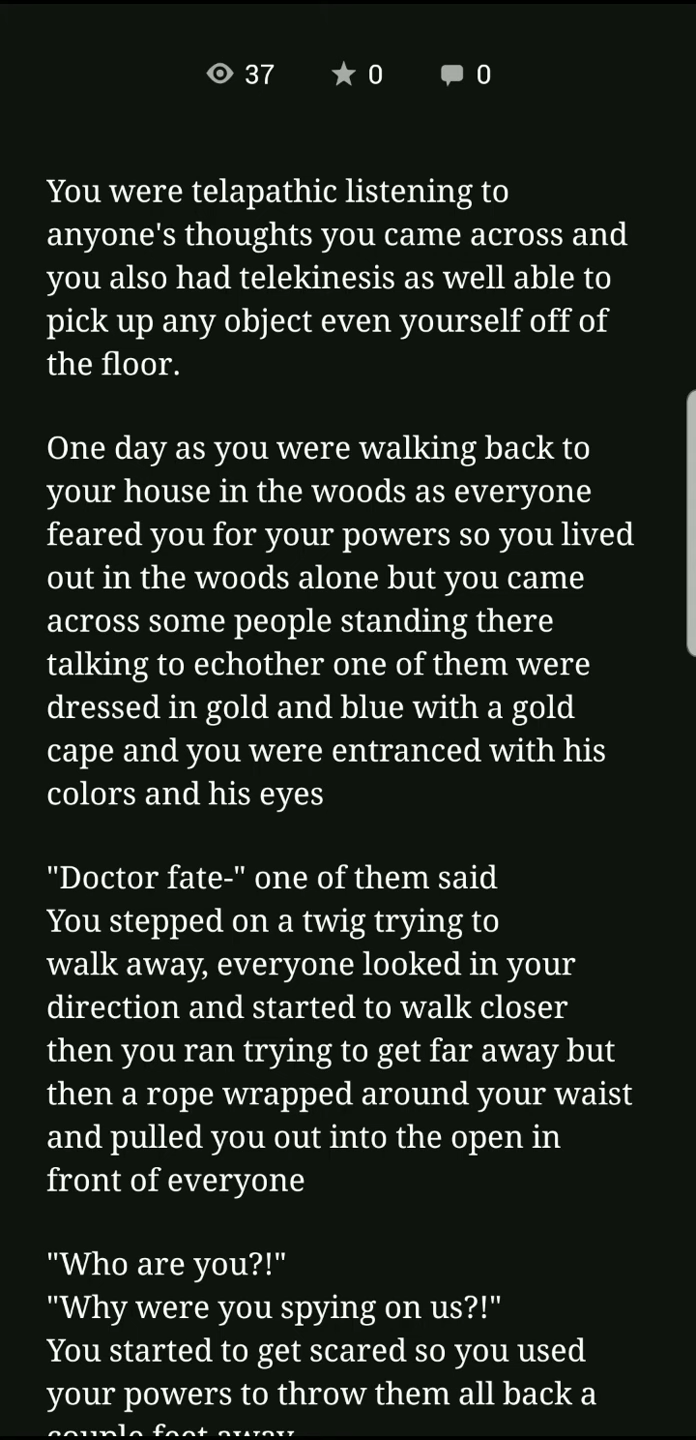 37 0 0
You were telapathic listening to
anyone's thoughts you came across and
you also had telekinesis as well able to
pick up any object even yourself off of
the floor.
One day as you were walking back to
your house in the woods as everyone
feared you for your powers so you lived
out in the woods alone but you came
across some people standing there
talking to echother one of them were
dressed in gold and blue with a gold
cape and you were entranced with his
colors and his eyes
"Doctor fate-" one of them said
You stepped on a twig trying to
walk away, everyone looked in your
direction and started to walk closer
then you ran trying to get far away but
then a rope wrapped around your waist
and pulled you out into the open in
front of everyone
"Who are you?!"
"Why were you spying on us?!"
You started to get scared so you used
your powers to throw them all back a
couple feet away